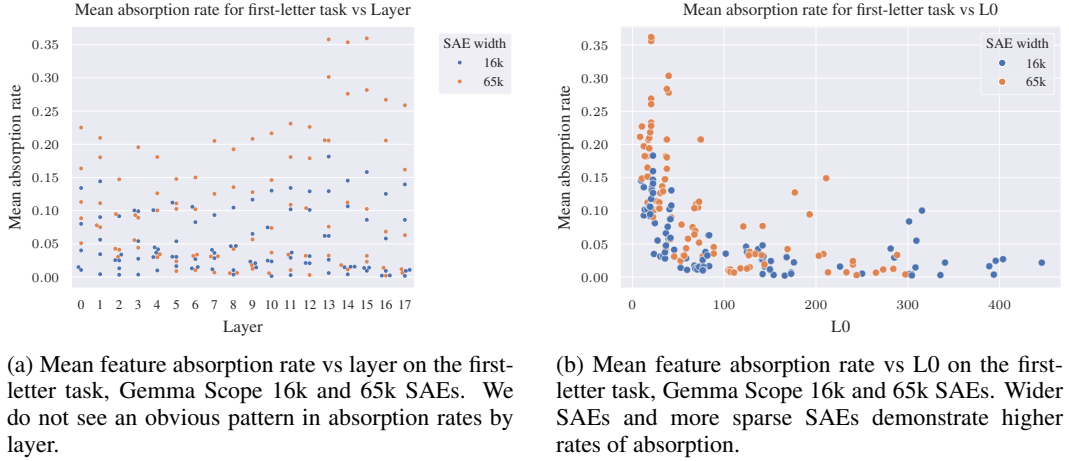 Mean absorption rate for first-letter task vs Layer
SAE width
16k
65k
Mean absorption rate
0.35
0.30
0.25
0.20
0.15
0.10
0.05
0.00
0 1 2 3 4 5 6 7 8 9 10 11 12 13 14 15 16 17
Layer
(a) Mean feature absorption rate vs layer on the first-
letter task, Gemma Scope 16k and 65k SAEs. We
do not see an obvious pattern in absorption rates by
layer.
Mean absorption rate for first-letter task vs L0
SAE width
16k
65k
Mean absorption rate
0.35
0.30
0.25
0.20
0.15
0.10
0.05
0.00
0 100 200 300 400
L0
(b) Mean feature absorption rate vs L0 on the first-
letter task, Gemma Scope 16k and 65k SAEs. Wider
SAEs and more sparse SAEs demonstrate higher
rates of absorption.